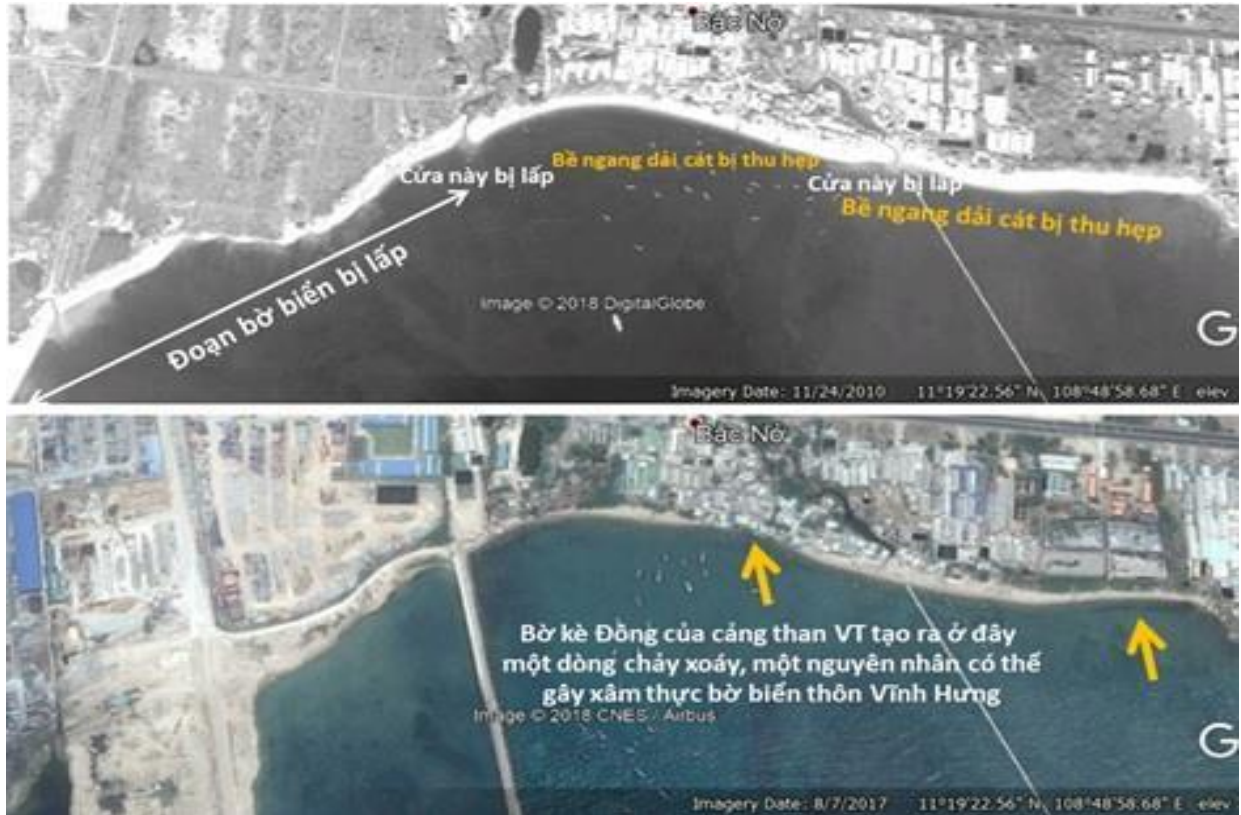 Bắc Nở
Bề ngang dải cát bị thu hẹp
Cửa này bị lấp
Cửa này bị lấp
Bề ngang dải cát bị thu hẹp
Đoạn bờ biển bị lấp
Image © 2018 DigitalGlobe
G
Imagery Date: 11/24/2010 11°19'22.56" N, 108°48'58.68" E elev
Bắc Nở
Bờ kè Đông của cảng than VT tạo ra ở đây
một dòng chảy xoáy, một nguyên nhân có thể
gây xâm thực bờ biển thôn Vĩnh Hưng
Image © 2018 CNES / Airbus
G
Imagery Date: 8/7/2017 11°19'22.56" N, 108°48'58.68" E elev